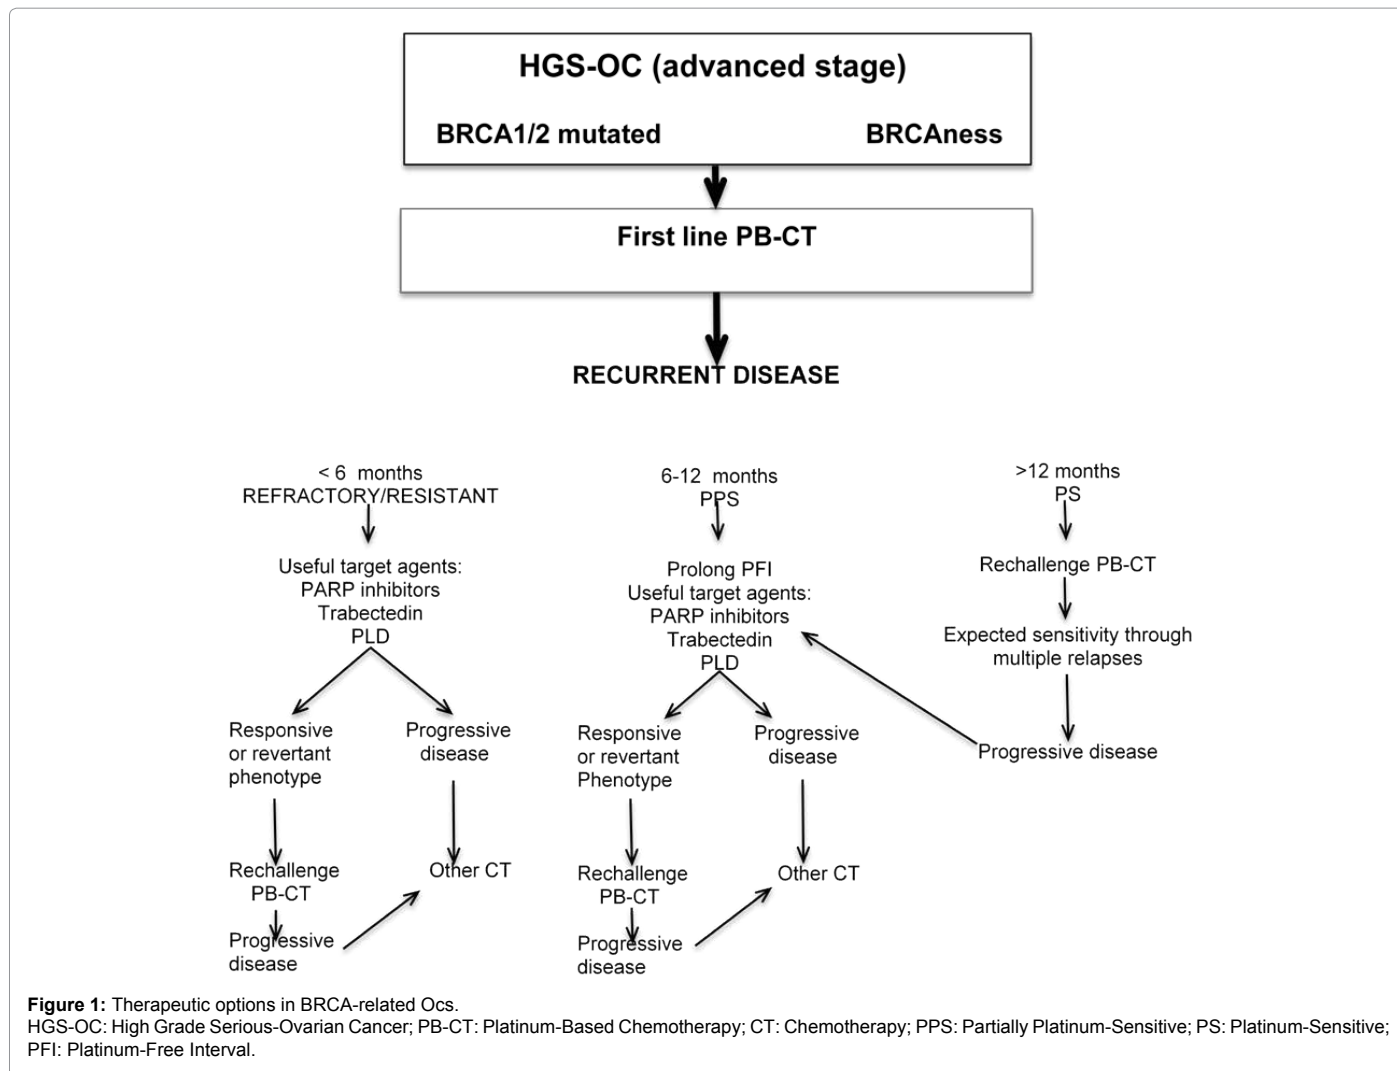 HGS-OC (advanced stage)
BRCA1/2 mutated BRCAness
First line PB-CT
RECURRENT DISEASE
< 6 months
REFRACTORY/RESISTANT
Useful target agents:
PARP inhibitors
Trabectedin
PLD
Responsive
or revertant
phenotype
Progressive
disease
Rechallenge
PB-CT
Other CT
Progressive
disease
6-12 months
PPS
Prolong PFI
Useful target agents:
PARP inhibitors
Trabectedin
PLD
Responsive
or revertant
Phenotype
Progressive
disease
Rechallenge
PB-CT
Other CT
Progressive
disease
>12 months
PS
Rechallenge PB-CT
Expected sensitivity through
multiple relapses
Progressive disease
Figure 1: Therapeutic options in BRCA-related Ocs.
HGS-OC: High Grade Serious-Ovarian Cancer; PB-CT: Platinum-Based Chemotherapy; CT: Chemotherapy; PPS: Partially Platinum-Sensitive; PS: Platinum-Sensitive;
PFI: Platinum-Free Interval.